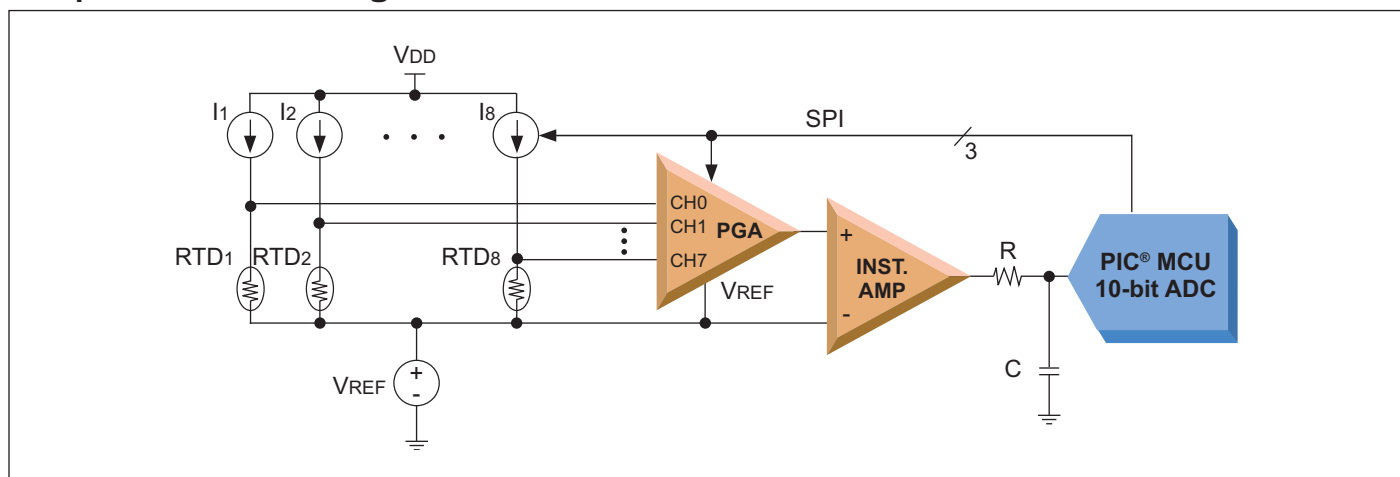 VDD
I1
I2
. . .
I8
SPI
3
CH0
CH1
CH7
PGA
RTD1
RTD2
RTD8
VREF
+
-
INST.
AMP
R
PIC® MCU
10-bit ADC
VREF
+
-
C